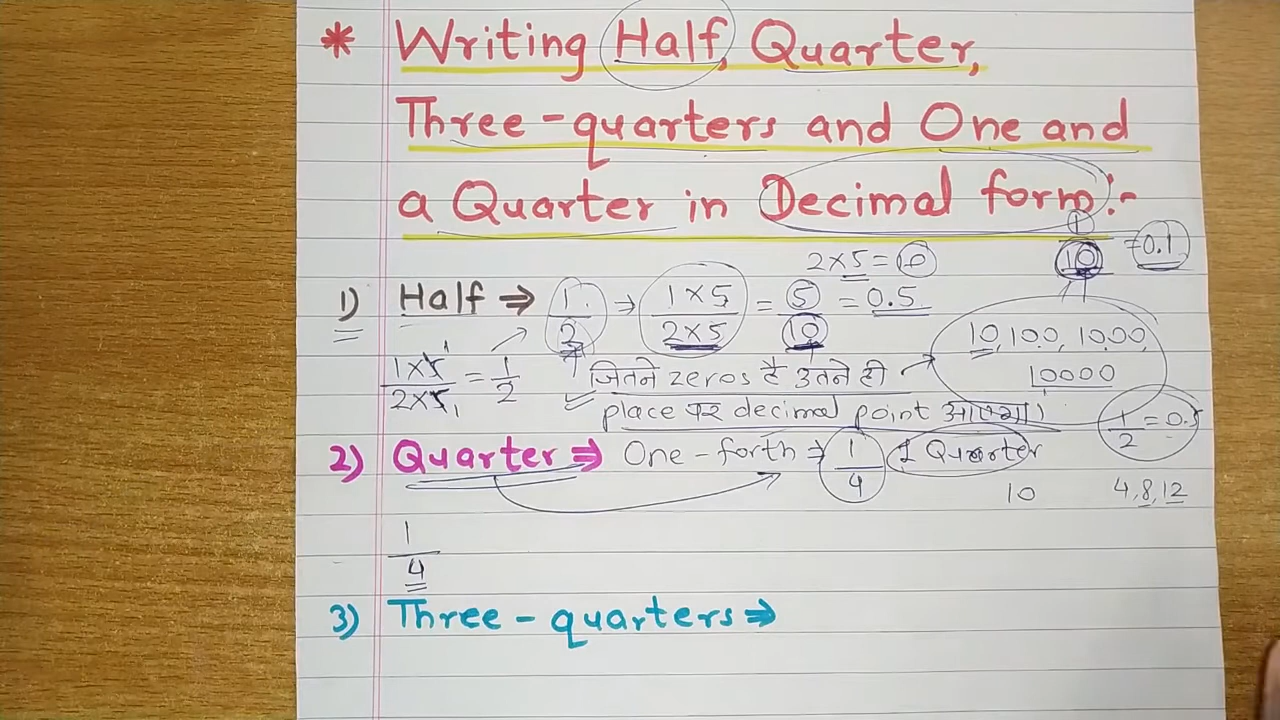 * Writing Half, Quarter,
Three-quarters and One and
a Quarter in Decimal form:-
1/10 = 0.1
2×5 = 10
1) Half ⇒ 1/2 → 1×5/2×5 = 5/10 = 0.5
10, 100, 1000,
10000
1×5/2×5 = 1/2
जितने zeros है उतने ही
place पर decimal point आएगा।
1/2 = 0.5
2) Quarter ⇒ One-forth ⇒ 1/4 Quarter
10 4, 8, 12
1/4
3) Three-quarters ⇒